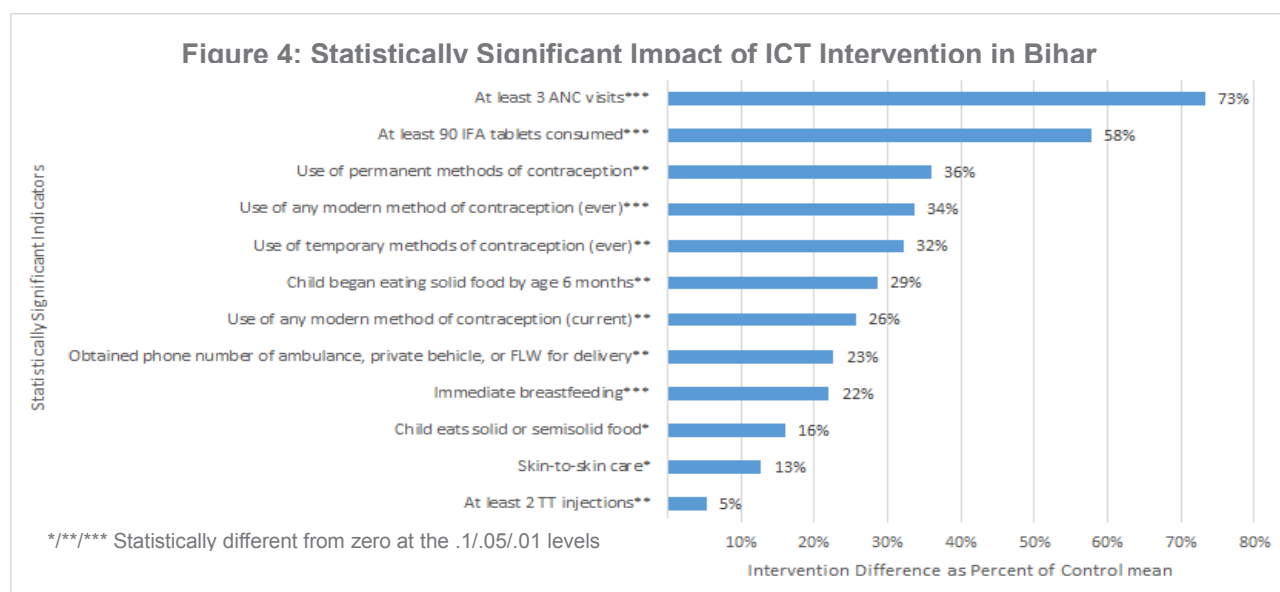 Figure 4: Statistically Significant Impact of ICT Intervention in Bihar
Statistically Significant Indicators
At least 3 ANC visits*** 73%
At least 90 IFA tablets consumed*** 58%
Use of permanent methods of contraception** 36%
Use of any modern method of contraception (ever)*** 34%
Use of temporary methods of contraception (ever)** 32%
Child began eating solid food by age 6 months** 29%
Use of any modern method of contraception (current)** 26%
Obtained phone number of ambulance, private behicle, or FLW for delivery** 23%
Immediate breastfeeding*** 22%
Child eats solid or semisolid food* 16%
Skin-to-skin care* 13%
At least 2 TT injections** 5%
*/**/*** Statistically different from zero at the .1/.05/.01 levels
10% 20% 30% 40% 50% 60% 70% 80%
Intervention Difference as Percent of Control mean